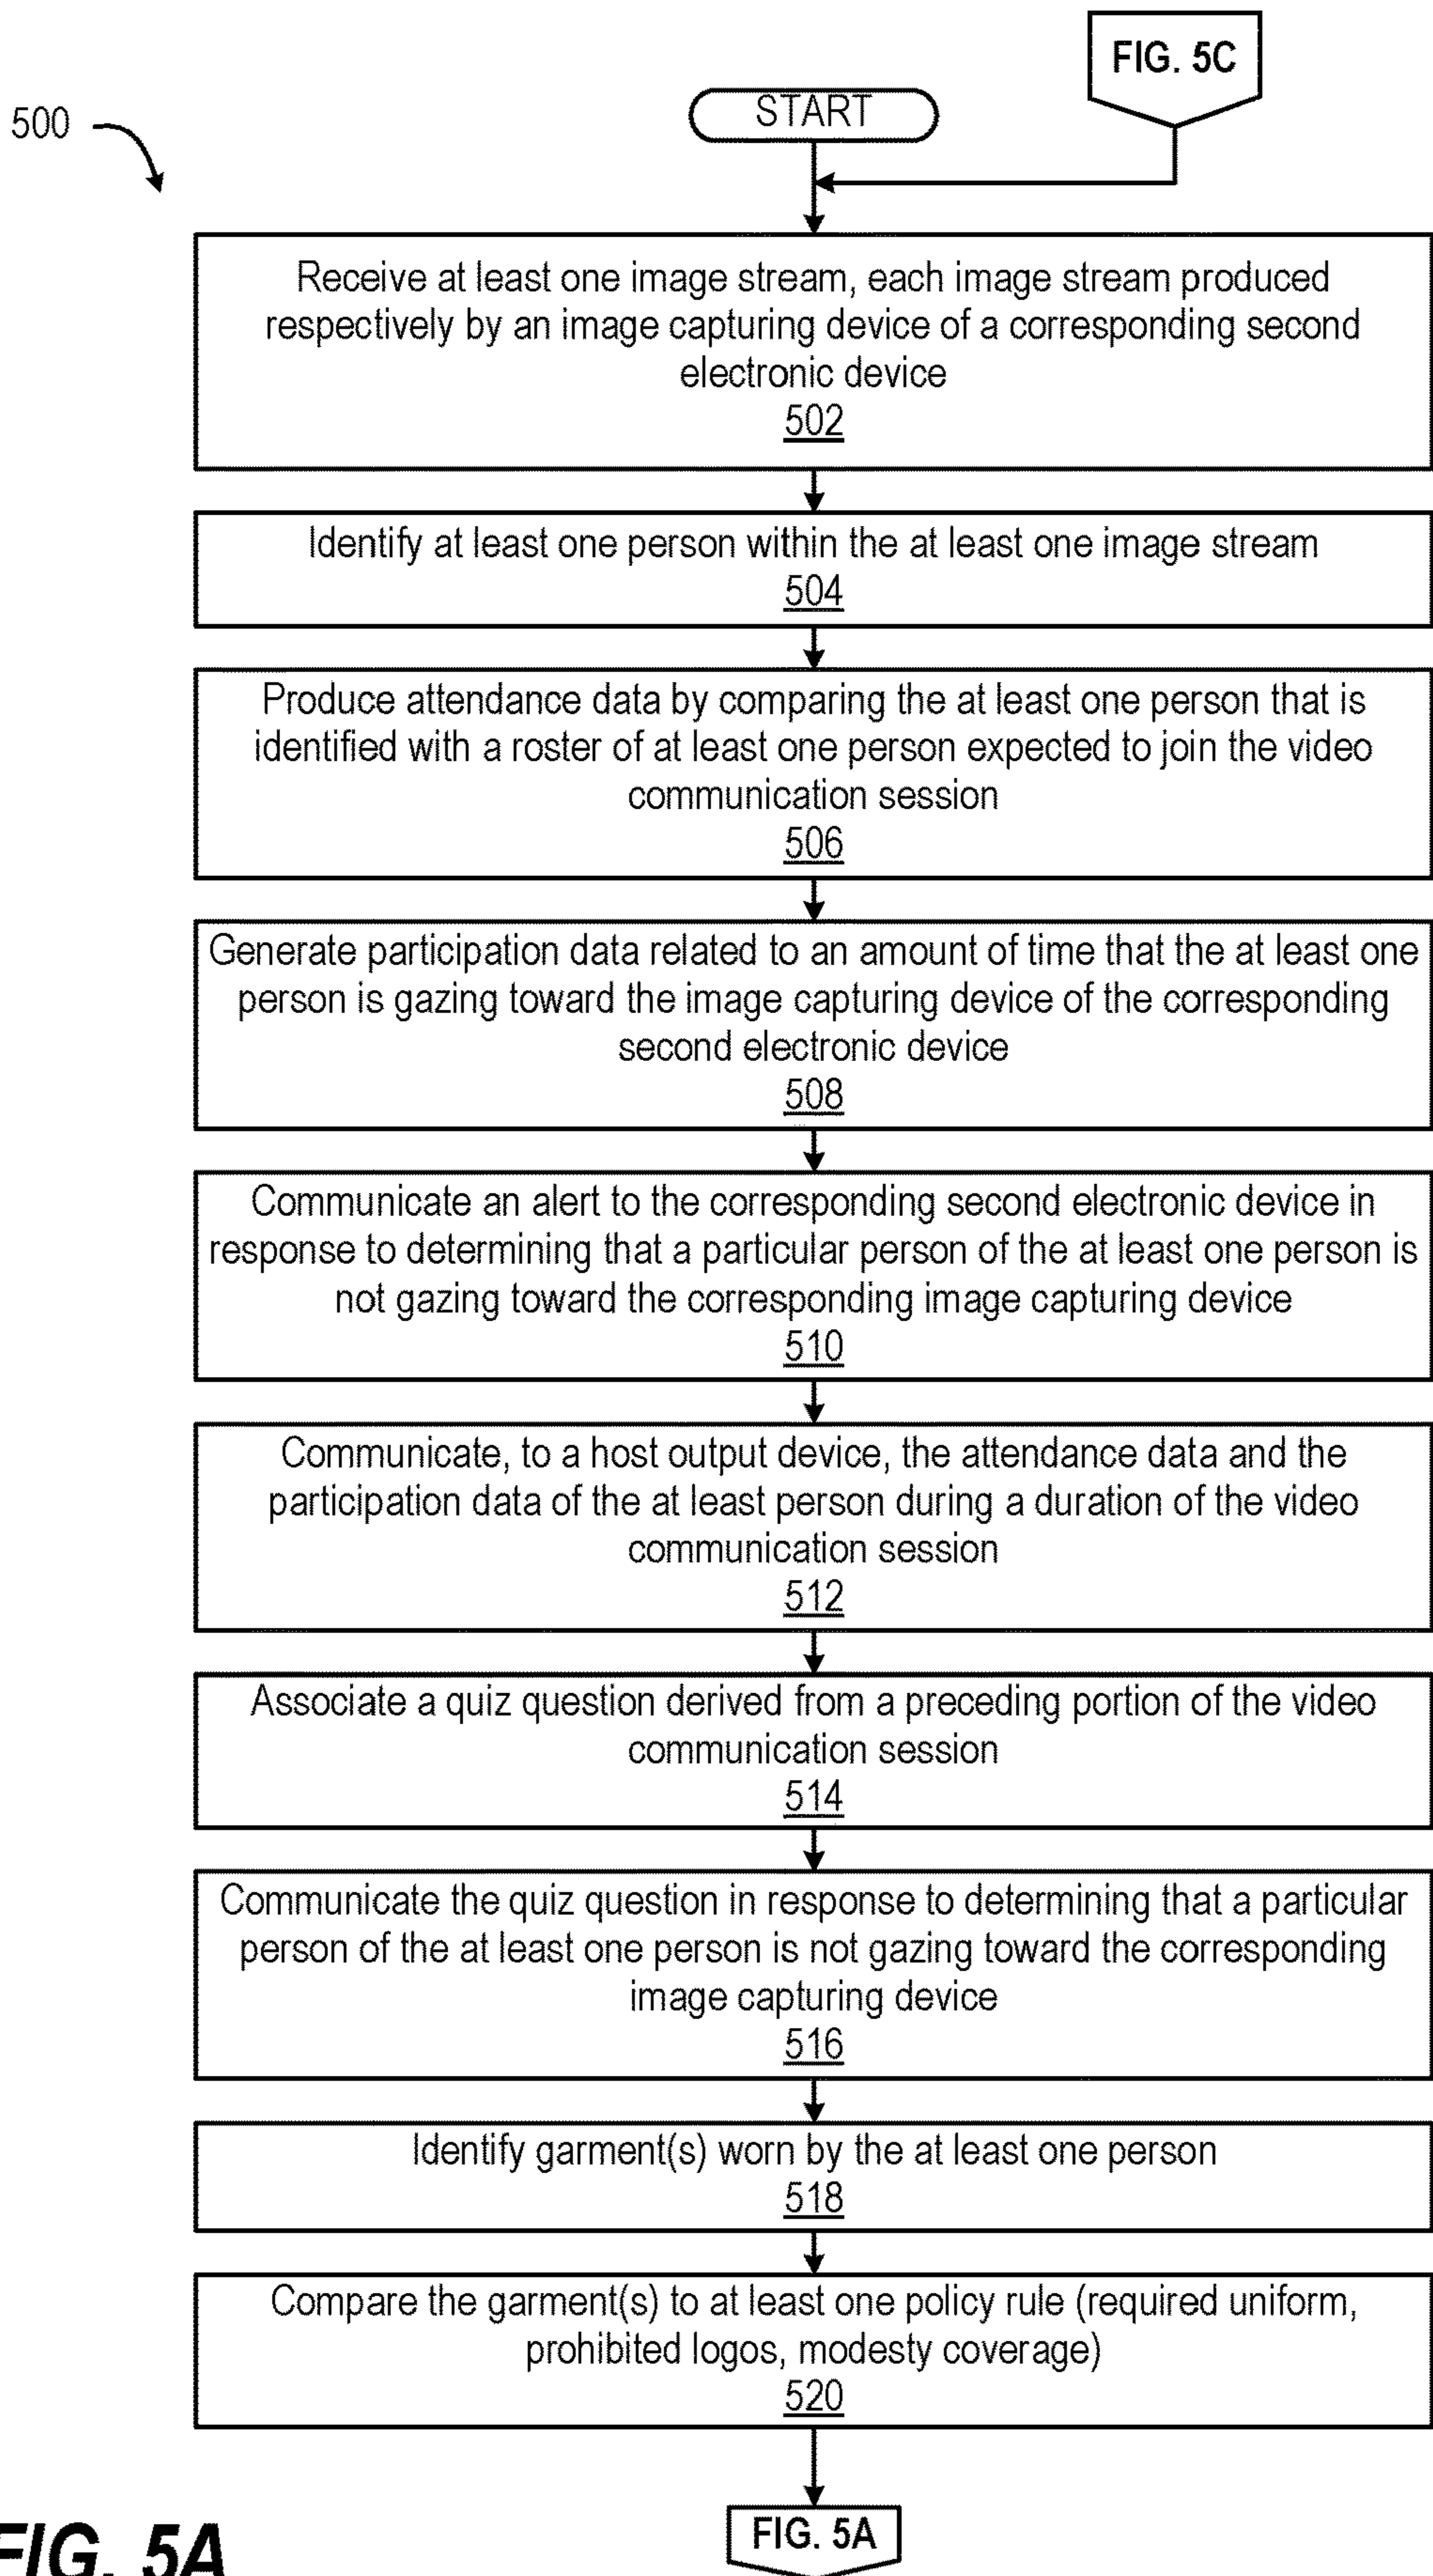 FIG. 5C
START
500
Receive at least one image stream, each image stream produced
respectively by an image capturing device of a corresponding second
electronic device
502
Identify at least one person within the at least one image stream
504
Produce attendance data by comparing the at least one person that is
identified with a roster of at least one person expected to join the video
communication session
506
Generate participation data related to an amount of time that the at least one
person is gazing toward the image capturing device of the corresponding
second electronic device
508
Communicate an alert to the corresponding second electronic device in
response to determining that a particular person of the at least one person is
not gazing toward the corresponding image capturing device
510
Communicate, to a host output device, the attendance data and the
participation data of the at least person during a duration of the video
communication session
512
Associate a quiz question derived from a preceding portion of the video
communication session
514
Communicate the quiz question in response to determining that a particular
person of the at least one person is not gazing toward the corresponding
image capturing device
516
Identify garment(s) worn by the at least one person
518
Compare the garment(s) to at least one policy rule (required uniform,
prohibited logos, modesty coverage)
520
FIG. 5A
FIG. 5A